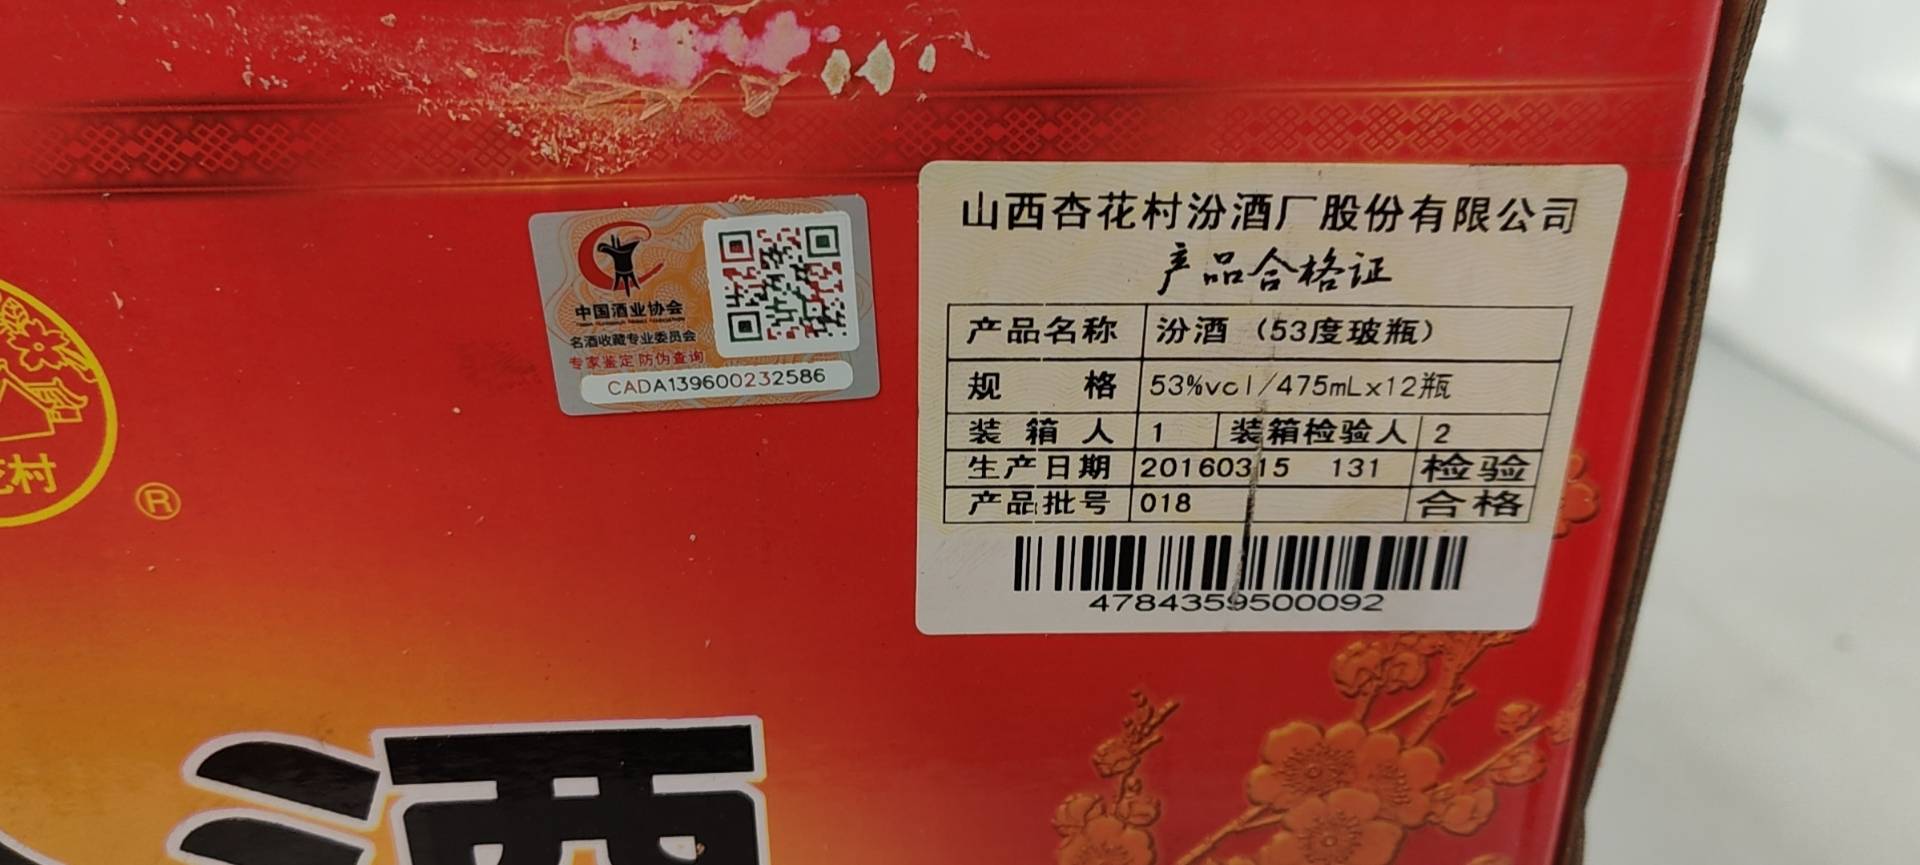 中国酒业协会
名酒收藏专业委员会
专家鉴定 防伪查询
CADA139600232586
山西杏花村汾酒厂股份有限公司
产品合格证
产品名称 汾酒（53度玻瓶）
规 格 53%vol/475mLx12瓶
装 箱 人 1 装箱检验人 2
生产日期 20160315 131 检验
产品批号 018 合格
4784359500092
村
®
酒